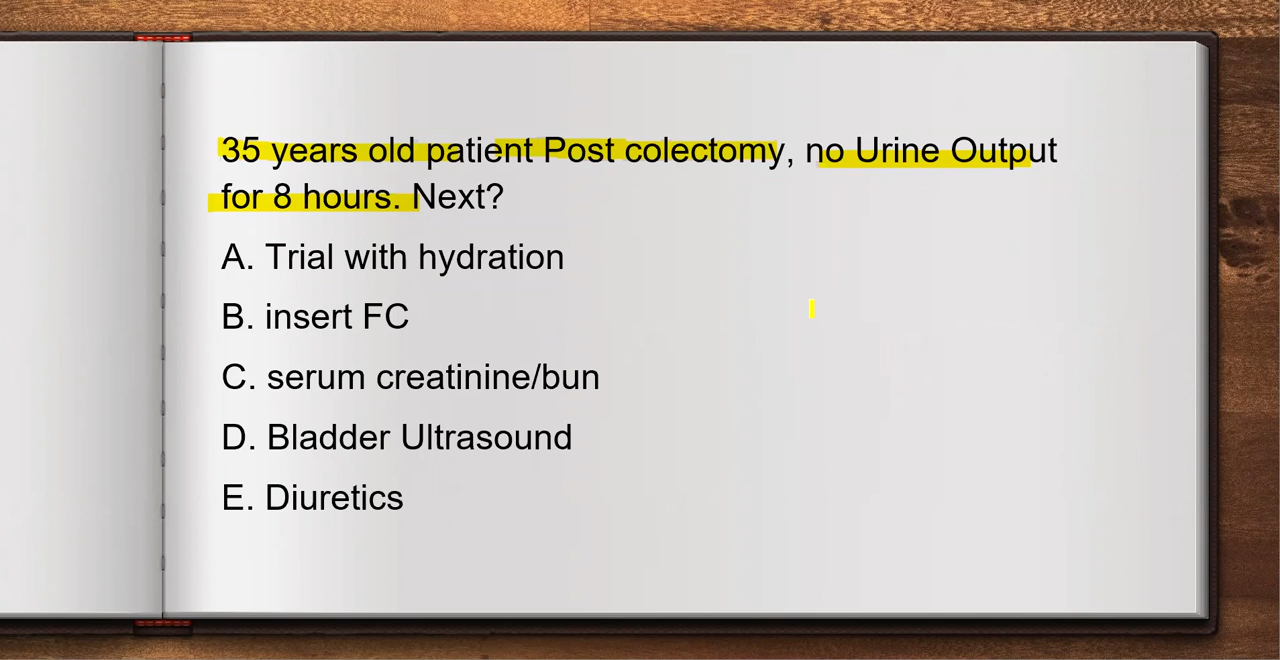 35 years old patient Post colectomy, no Urine Output
for 8 hours. Next?
A. Trial with hydration
B. insert FC
C. serum creatinine/bun
D. Bladder Ultrasound
E. Diuretics